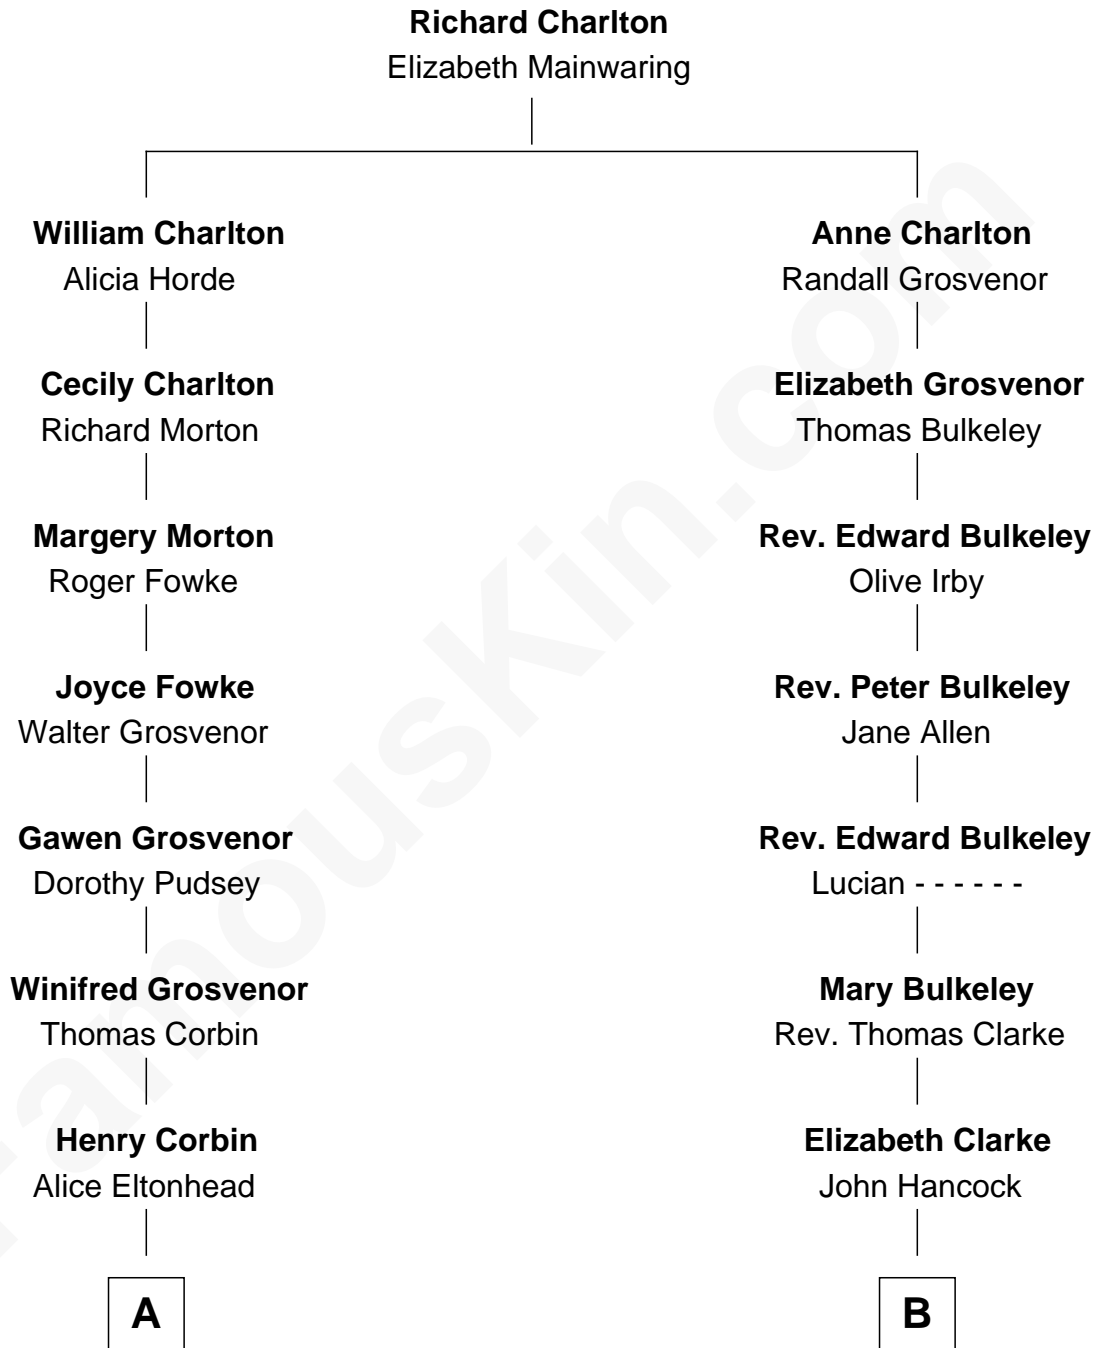 Richard Charlton
Elizabeth Mainwaring
William Charlton
Alicia Horde
Anne Charlton
Randall Grosvenor
Cecily Charlton
Richard Morton
Elizabeth Grosvenor
Thomas Bulkeley
Margery Morton
Roger Fowke
Rev. Edward Bulkeley
Olive Irby
Joyce Fowke
Walter Grosvenor
Rev. Peter Bulkeley
Jane Allen
Gawen Grosvenor
Dorothy Pudsey
Rev. Edward Bulkeley
Lucian - - - - - -
Winifred Grosvenor
Thomas Corbin
Mary Bulkeley
Rev. Thomas Clarke
Henry Corbin
Alice Eltonhead
Elizabeth Clarke
John Hancock
A
B
FamousKin.com